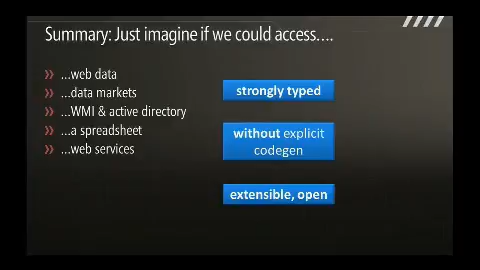 Summary: Just imagine if we could access....
...web data
...data markets
...WMI & active directory
...a spreadsheet
...web services
strongly typed
without explicit
codegen
extensible, open